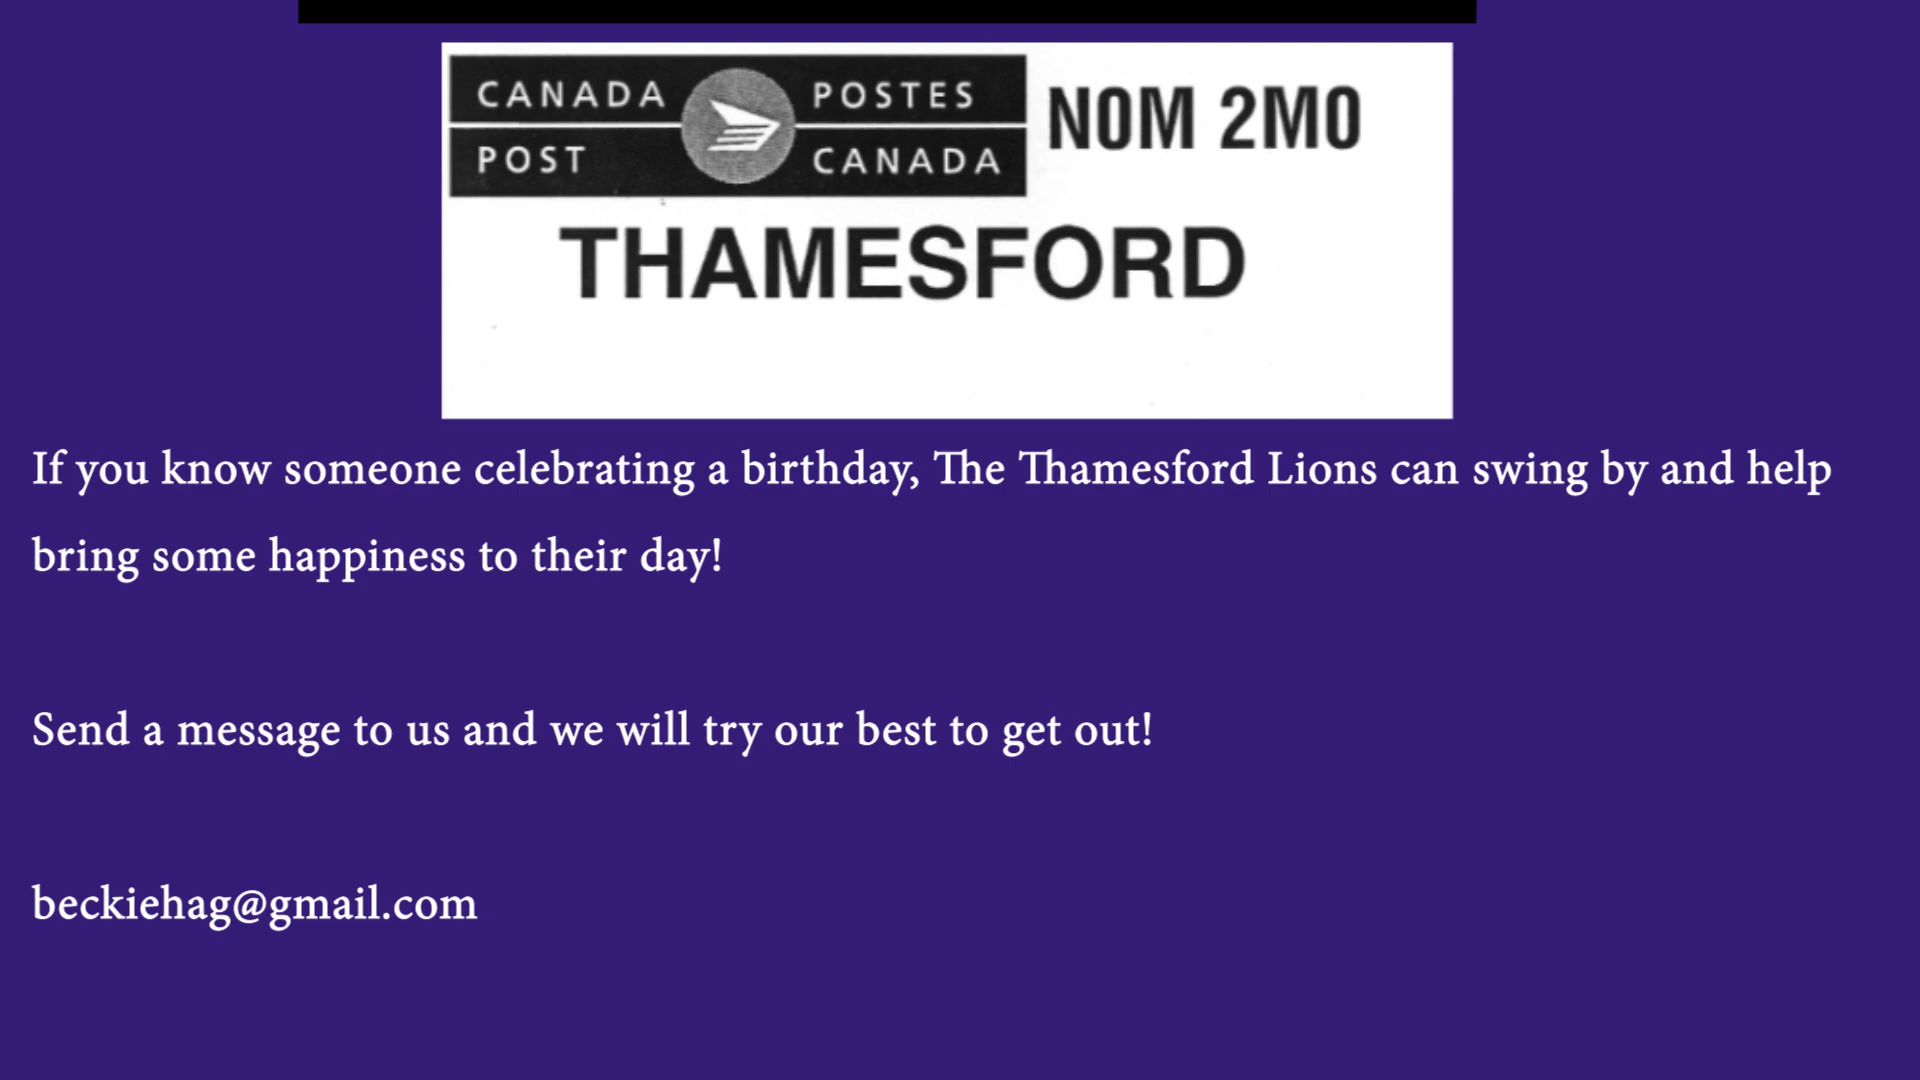 CANADA POSTES
POST CANADA
N0M 2M0
THAMESFORD
If you know someone celebrating a birthday, The Thamesford Lions can swing by and help
bring some happiness to their day!
Send a message to us and we will try our best to get out!
beckiehag@gmail.com